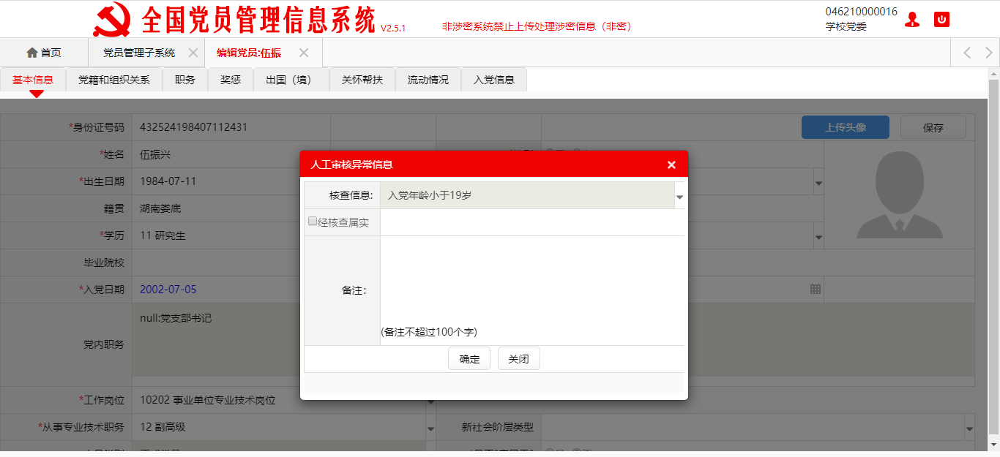 全国党员管理信息系统 V2.5.1
非涉密系统禁止上传处理涉密信息（非密）
046210000016
学校党委
首页 党员管理子系统 编辑党员:伍振
基本信息 党籍和组织关系 职务 奖惩 出国（境） 关怀帮扶 流动情况 入党信息
*身份证号码 432524198407112431 上传头像 保存
*姓名 伍振兴
*出生日期 1984-07-11
籍贯 湖南娄底
*学历 11 研究生
毕业院校
*入党日期 2002-07-05
党内职务 null:党支部书记
*工作岗位 10202 事业单位专业技术岗位
*从事专业技术职务 12 副高级 新社会阶层类型
人工审核异常信息
核查信息: 入党年龄小于19岁
经核查属实
备注:
(备注不超过100个字)
确定 关闭